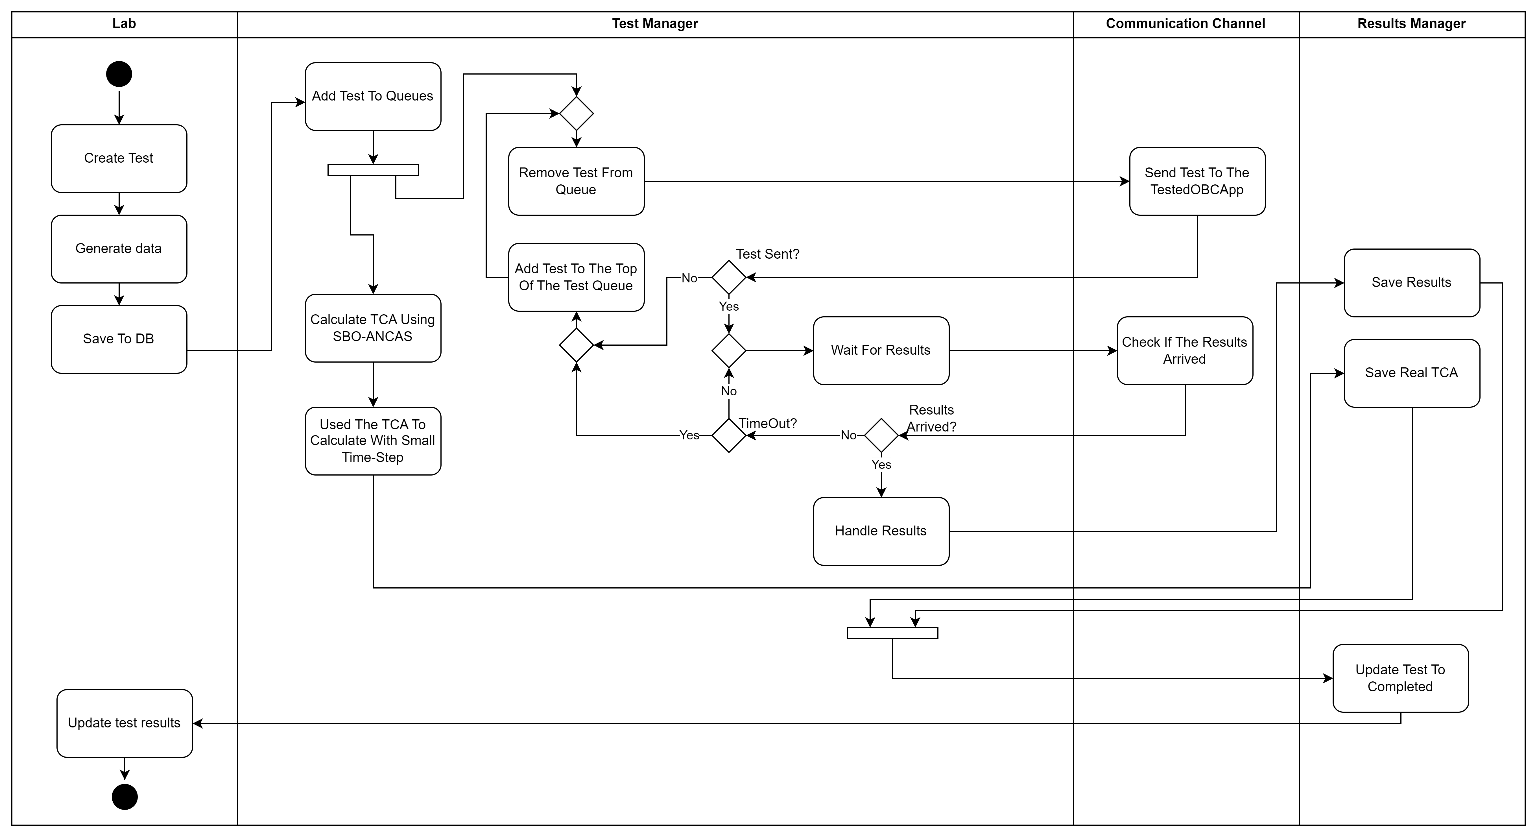 Lab
Test Manager
Communication Channel
Results Manager
Create Test
Generate data
Save To DB
Add Test To Queues
Remove Test From
Queue
Send Test To The
TestedOBCApp
Add Test To The Top
Of The Test Queue
Test Sent?
No
Yes
Save Results
Calculate TCA Using
SBO-ANCAS
Wait For Results
Check If The Results
Arrived
Save Real TCA
No
TimeOut?
Yes
Results
Arrived?
No
Yes
Used The TCA To
Calculate With Small
Time-Step
Handle Results
Update Test To
Completed
Update test results